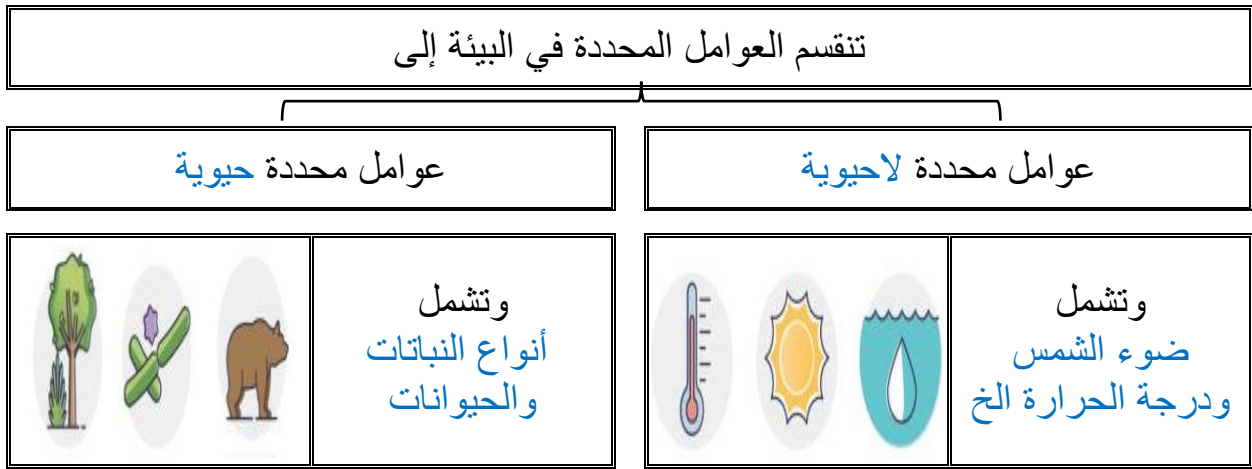 تنقسم العوامل المحددة في البيئة إلى
عوامل محددة لاحيوية
عوامل محددة حيوية
وتشمل
ضوء الشمس
ودرجة الحرارة الخ
وتشمل
أنواع النباتات
والحيوانات